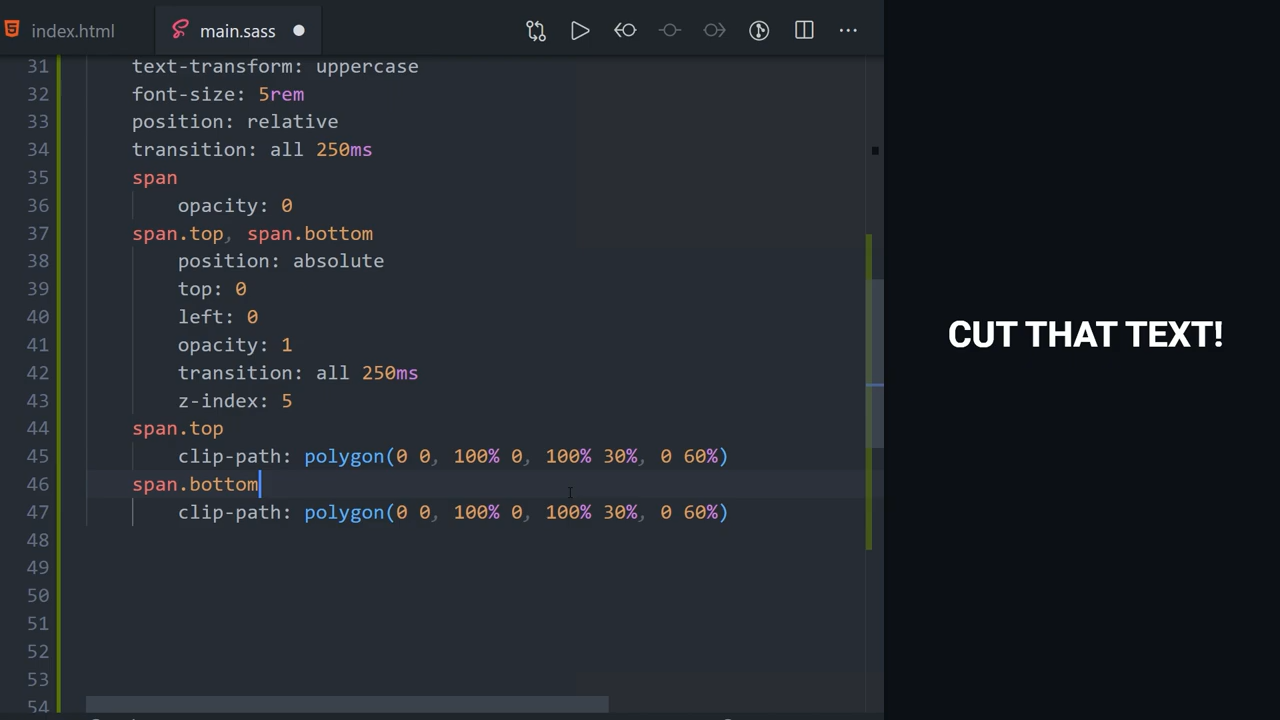 index.html
main.sass
31 text-transform: uppercase
32 font-size: 5rem
33 position: relative
34 transition: all 250ms
35 span
36 opacity: 0
37 span.top, span.bottom
38 position: absolute
39 top: 0
40 left: 0
41 opacity: 1
42 transition: all 250ms
43 z-index: 5
44 span.top
45 clip-path: polygon(0 0, 100% 0, 100% 30%, 0 60%)
46 span.bottom
47 clip-path: polygon(0 0, 100% 0, 100% 30%, 0 60%)
48
49
50
51
52
53
54
CUT THAT TEXT!